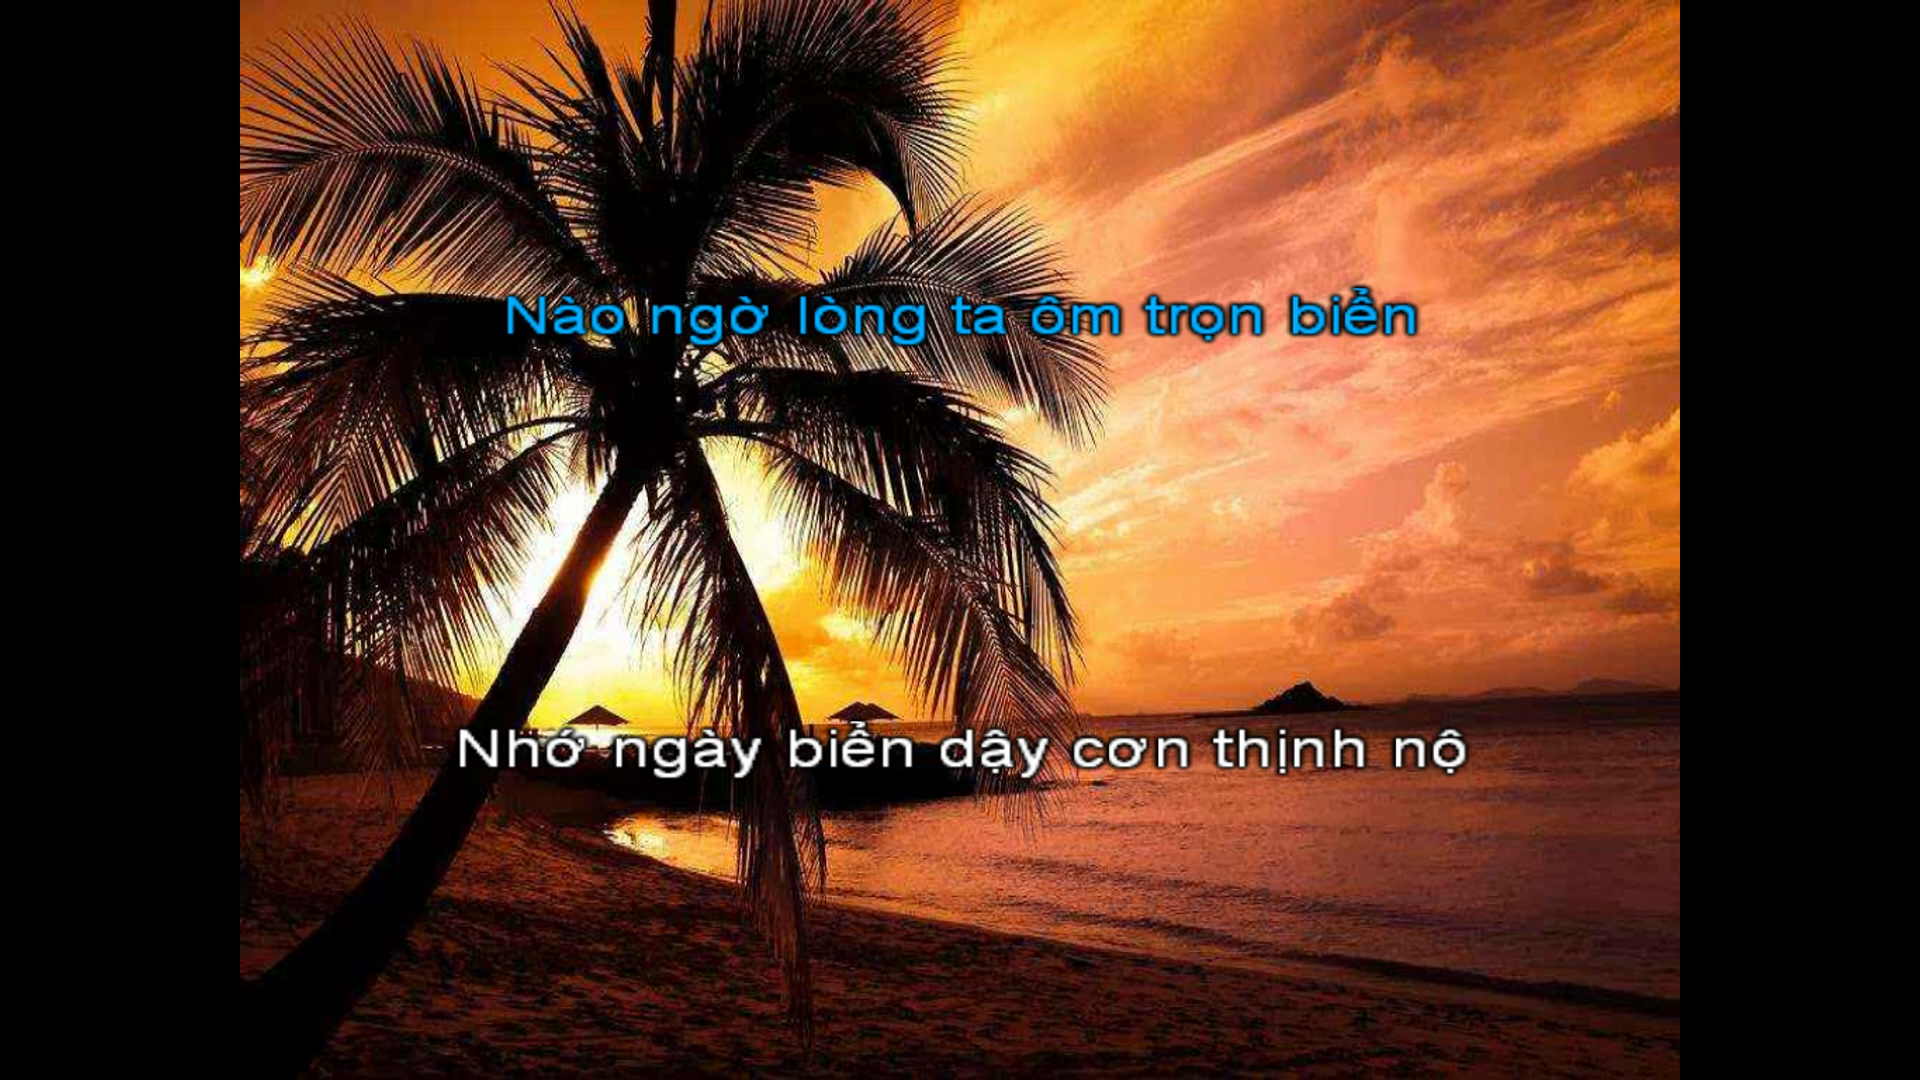 Nào ngờ lòng ta ôm trọn biển
Nhớ ngày biển dậy cơn thịnh nộ